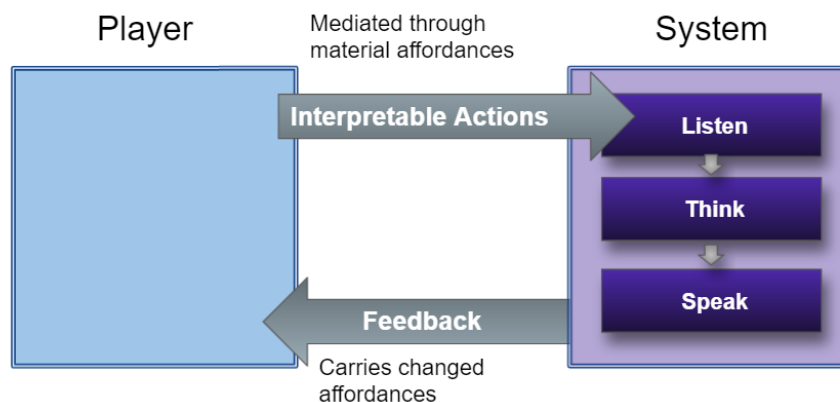 Player
Mediated through
material affordances
System
Interpretable Actions
Listen
Think
Speak
Feedback
Carries changed
affordances